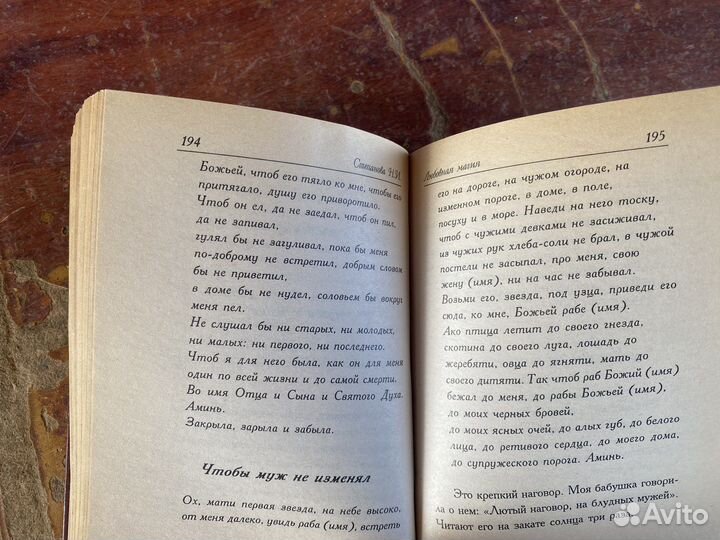 194
Степанова Н.И.
Божьей, чтоб его тягло ко мне, чтобы его
притягало, душу его приворотило.
Чтоб он ел, да не заедал, чтоб он пил,
да не запивал,
гулял бы не загуливал, пока бы меня
по-доброму не встретил, добрым словом
бы не приветил,
в доме бы не нудел, соловьем бы вокруг
меня пел.
Не слушал бы ни старых, ни молодых,
ни малых: ни первого, ни последнего.
Чтоб я для него была, как он для меня
один по всей жизни и до самой смерти.
Во имя Отца и Сына и Святого Духа.
Аминь.
Закрыла, зарыла и забыла.
Чтобы муж не изменял
Ох, мати первая звезда, на небе высоко,
от меня далеко, увидь раба (имя), встреть
Любовная магия
195
его на дороге, на чужом огороде, на
изменном пороге, в доме, в поле,
посуху и в море. Наведи на него тоску,
чтоб с чужими девками не засиживал,
из чужих рук хлеба-соли не брал, в чужой
постели не засыпал, про меня, свою
жену (имя), ни на час не забывал.
Возьми его, звезда, под узца, приведи его
сюда, ко мне, Божьей рабе (имя).
Ако птица летит до своего гнезда,
скотина до своего луга, лошадь до
жеребяти, овца до ягняти, мать до
своего дитяти. Так чтоб раб Божий (имя)
бежал до меня, до рабы Божьей (имя)
до моих черных бровей,
до моих ясных очей, до алых губ, до белого
лица, до ретивого сердца, до моего дома,
до супружеского порога. Аминь.
Это крепкий наговор. Моя бабушка говори-
ла о нем: «Лютый наговор, на блудных мужей».
Читают его на закате солнца три раза
Avito